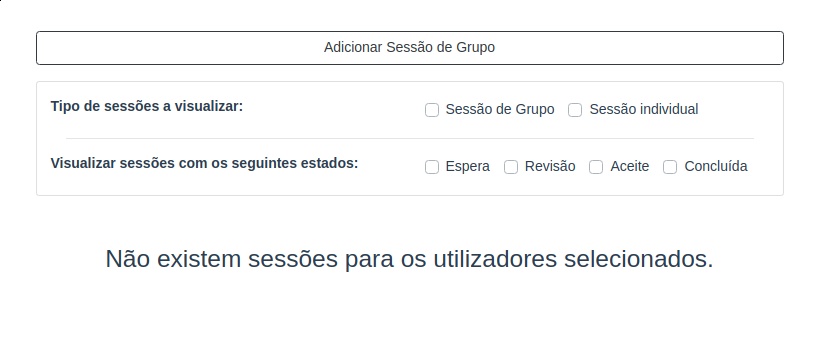 Adicionar Sessão de Grupo
Tipo de sessões a visualizar: Sessão de Grupo Sessão individual
Visualizar sessões com os seguintes estados: Espera Revisão Aceite Concluída
Não existem sessões para os utilizadores selecionados.